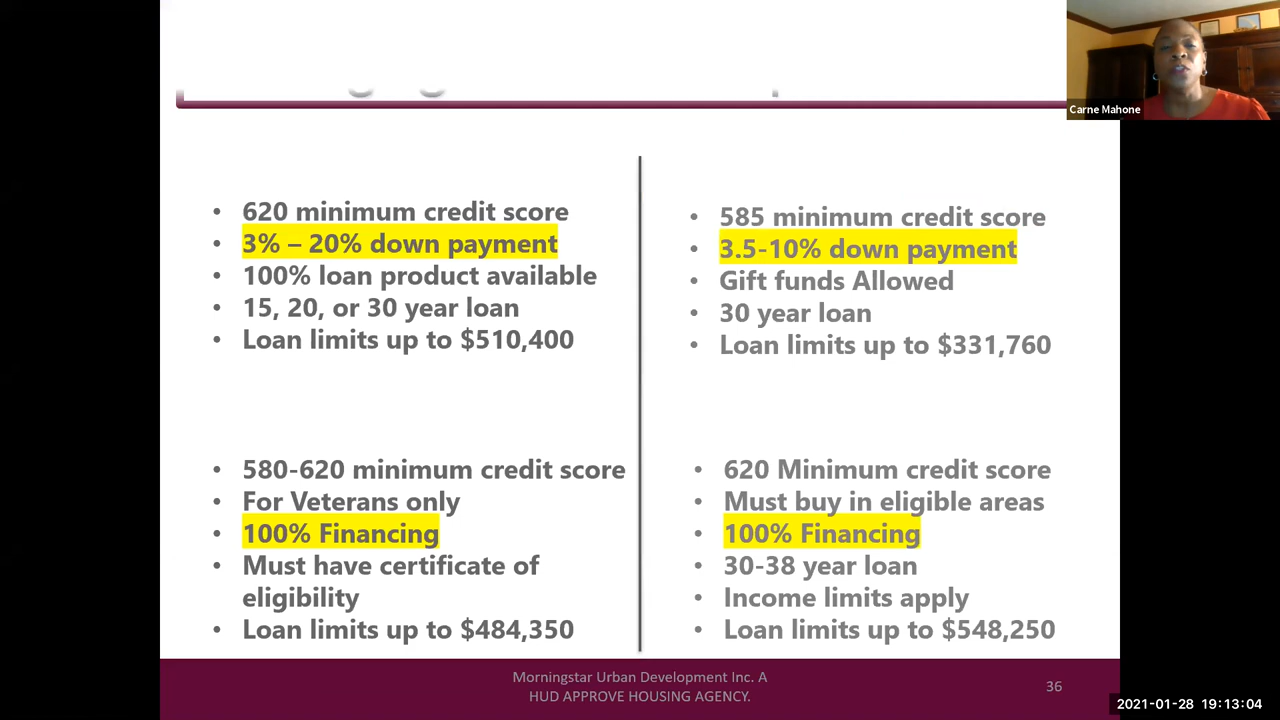 Carne Mahone
• 620 minimum credit score
• 3% – 20% down payment
• 100% loan product available
• 15, 20, or 30 year loan
• Loan limits up to $510,400
• 585 minimum credit score
• 3.5-10% down payment
• Gift funds Allowed
• 30 year loan
• Loan limits up to $331,760
• 580-620 minimum credit score
• For Veterans only
• 100% Financing
• Must have certificate of
eligibility
• Loan limits up to $484,350
• 620 Minimum credit score
• Must buy in eligible areas
• 100% Financing
• 30-38 year loan
• Income limits apply
• Loan limits up to $548,250
Morningstar Urban Development Inc. A
HUD APPROVE HOUSING AGENCY.
36
2021-01-28 19:13:04